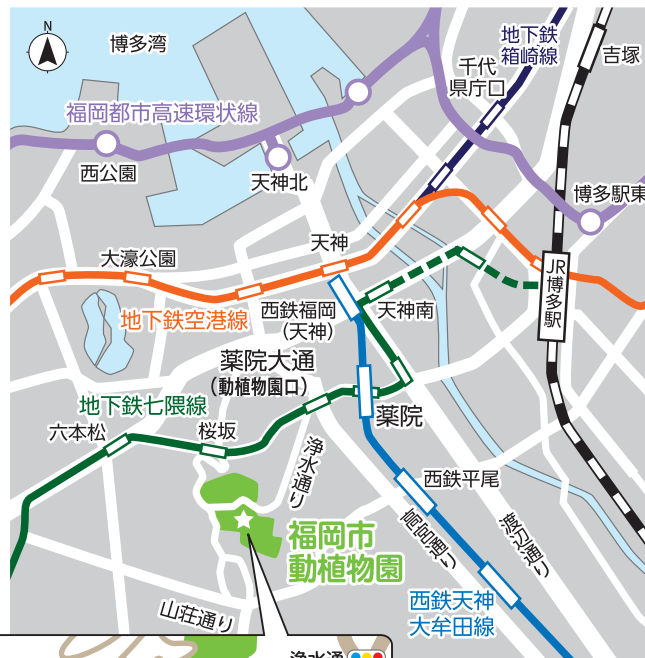 N
博多湾
地下鉄
箱崎線
吉塚
千代
県庁口
福岡都市高速環状線
西公園
天神北
博多駅東
天神
大濠公園
JR
博多駅
地下鉄空港線
西鉄福岡
(天神)
天神南
薬院大通
(動植物園口)
地下鉄七隈線
薬院
六本松
桜坂
浄水通り
西鉄平尾
高宮通り
渡辺通り
福岡市
動植物園
西鉄天神
大牟田線
山荘通り
浄水通